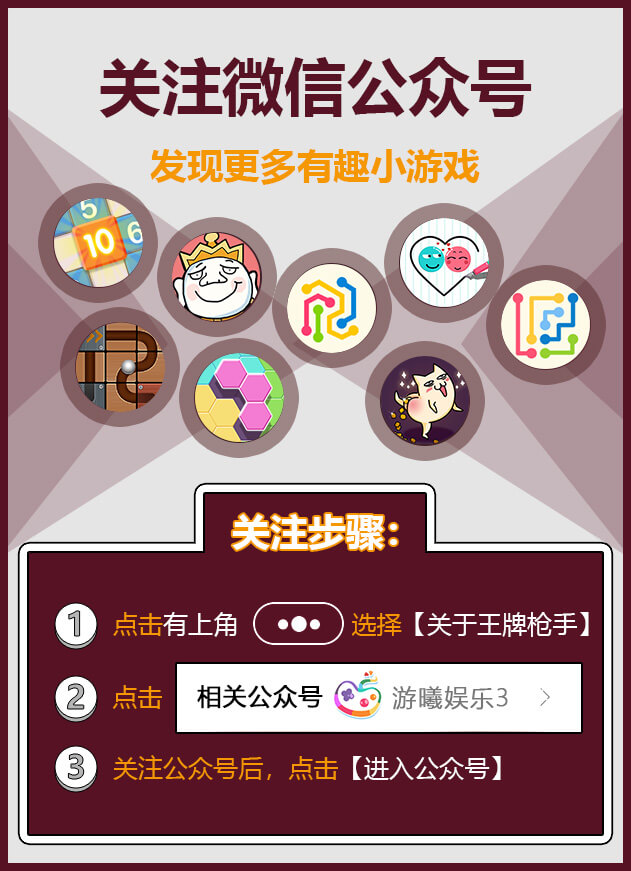 关注微信公众号
发现更多有趣小游戏
5
10
6
关注步骤：
1 点击有上角 选择【关于王牌枪手】
2 点击 相关公众号 游曦娱乐3
3 关注公众号后，点击【进入公众号】